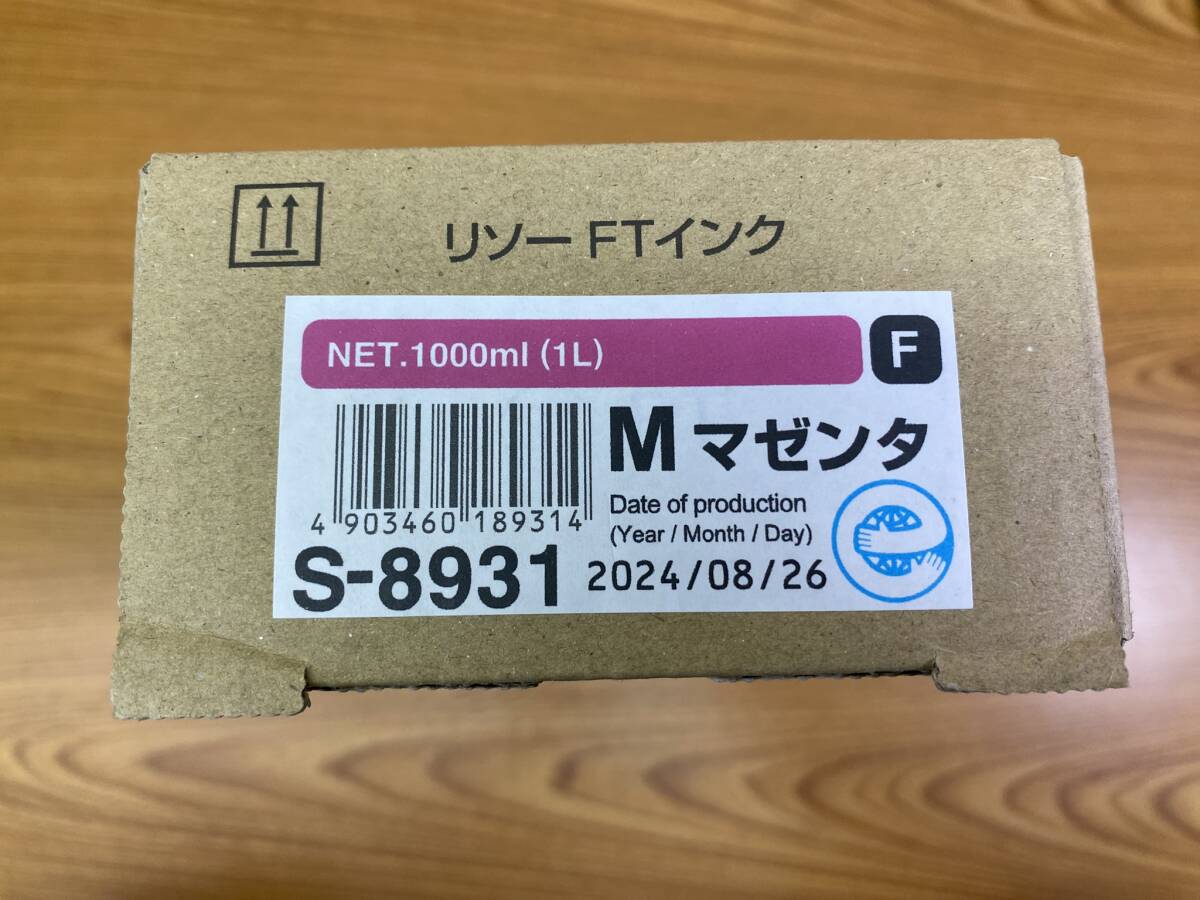 リソー FTインク
NET.1000ml (1L)
F
M マゼンタ
4 903460 189314
Date of production
(Year / Month / Day)
S-8931
2024/08/26